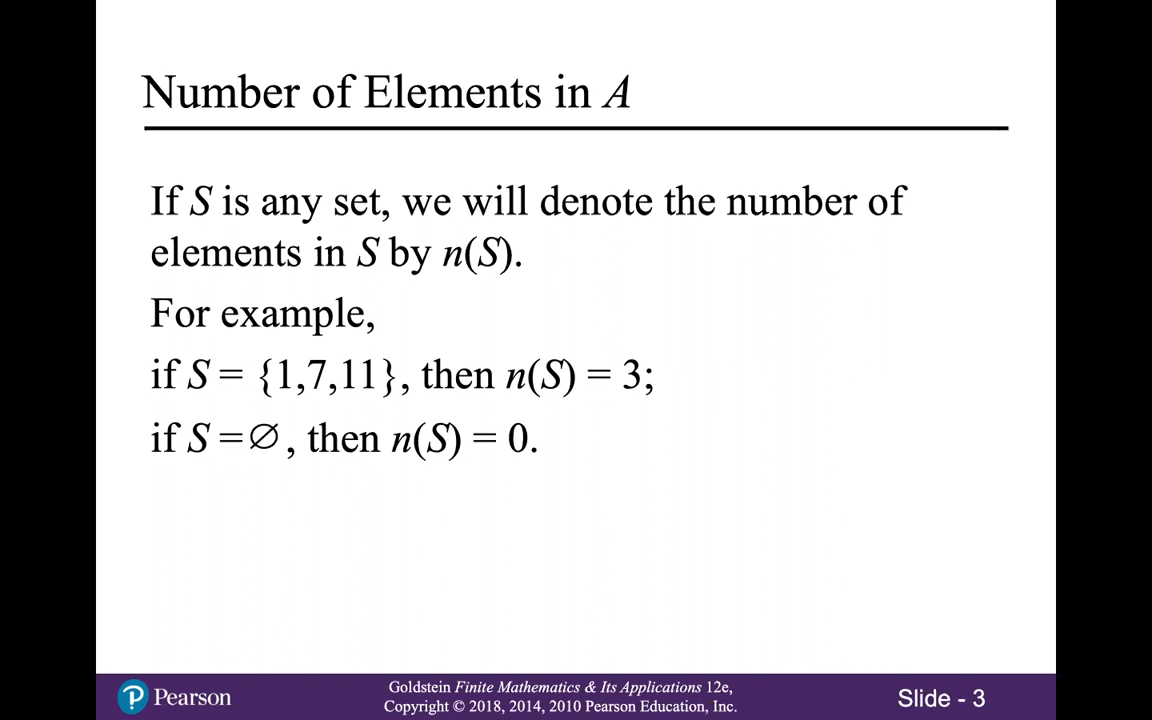 Number of Elements in A
If S is any set, we will denote the number of
elements in S by n(S).
For example,
if S = {1,7,11}, then n(S) = 3;
if S =∅, then n(S) = 0.
P Pearson
Goldstein Finite Mathematics & Its Applications 12e,
Copyright © 2018, 2014, 2010 Pearson Education, Inc.
Slide - 3